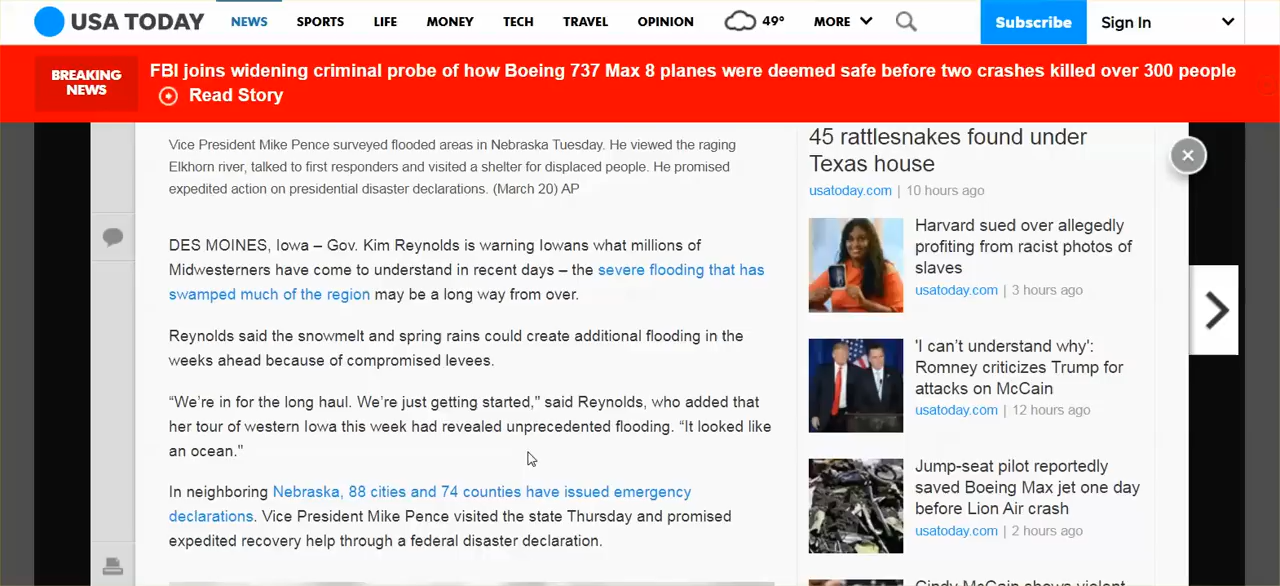 USA TODAY
NEWS
SPORTS
LIFE
MONEY
TECH
TRAVEL
OPINION
49°
MORE
Subscribe
Sign In
BREAKING
NEWS
FBI joins widening criminal probe of how Boeing 737 Max 8 planes were deemed safe before two crashes killed over 300 people
Read Story
Vice President Mike Pence surveyed flooded areas in Nebraska Tuesday. He viewed the raging
Elkhorn river, talked to first responders and visited a shelter for displaced people. He promised
expedited action on presidential disaster declarations. (March 20) AP
DES MOINES, Iowa – Gov. Kim Reynolds is warning Iowans what millions of
Midwesterners have come to understand in recent days – the severe flooding that has
swamped much of the region may be a long way from over.
Reynolds said the snowmelt and spring rains could create additional flooding in the
weeks ahead because of compromised levees.
“We’re in for the long haul. We’re just getting started,” said Reynolds, who added that
her tour of western Iowa this week had revealed unprecedented flooding. “It looked like
an ocean.”
In neighboring Nebraska, 88 cities and 74 counties have issued emergency
declarations. Vice President Mike Pence visited the state Thursday and promised
expedited recovery help through a federal disaster declaration.
45 rattlesnakes found under
Texas house
usatoday.com | 10 hours ago
Harvard sued over allegedly
profiting from racist photos of
slaves
usatoday.com | 3 hours ago
'I can’t understand why':
Romney criticizes Trump for
attacks on McCain
usatoday.com | 12 hours ago
Jump-seat pilot reportedly
saved Boeing Max jet one day
before Lion Air crash
usatoday.com | 2 hours ago
Cindy McCain shows violent